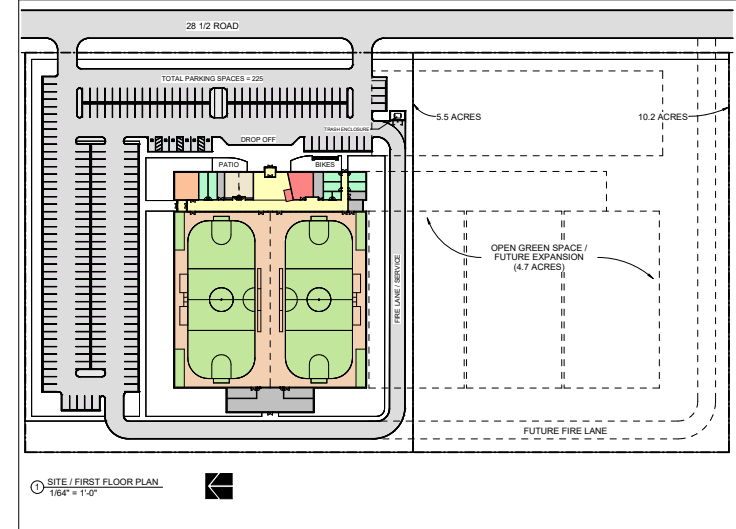 28 1/2 ROAD
TOTAL PARKING SPACES = 225
5.5 ACRES
10.2 ACRES
TRASH ENCLOSURE
DROP OFF
PATIO
BIKES
OPEN GREEN SPACE /
FUTURE EXPANSION
(4.7 ACRES)
FIRE LANE / SERVICE
FUTURE FIRE LANE
1 SITE / FIRST FLOOR PLAN
1/64" = 1'-0"